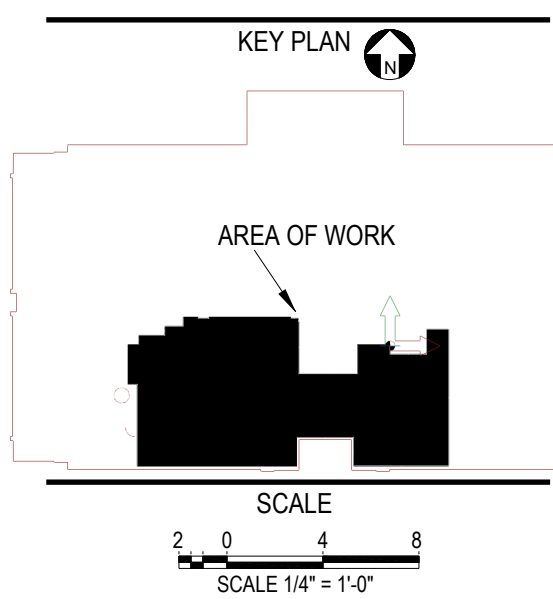 KEY PLAN
N
AREA OF WORK
SCALE
2 0 4 8
SCALE 1/4" = 1'-0"